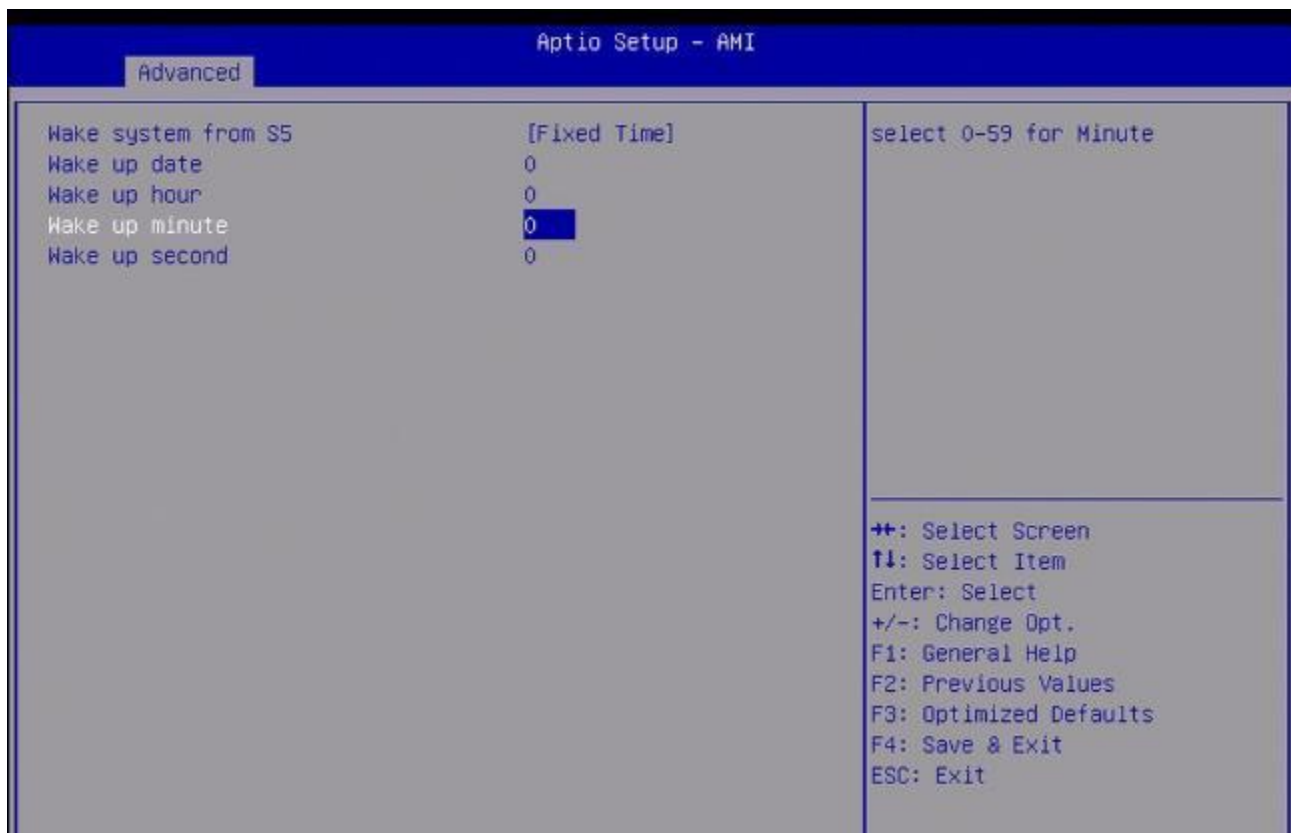 Aptio Setup - AMI
Advanced
Wake system from S5 [Fixed Time]
Wake up date 0
Wake up hour 0
Wake up minute 0
Wake up second 0
select 0-59 for Minute
→←: Select Screen
↑↓: Select Item
Enter: Select
+/-: Change Opt.
F1: General Help
F2: Previous Values
F3: Optimized Defaults
F4: Save & Exit
ESC: Exit